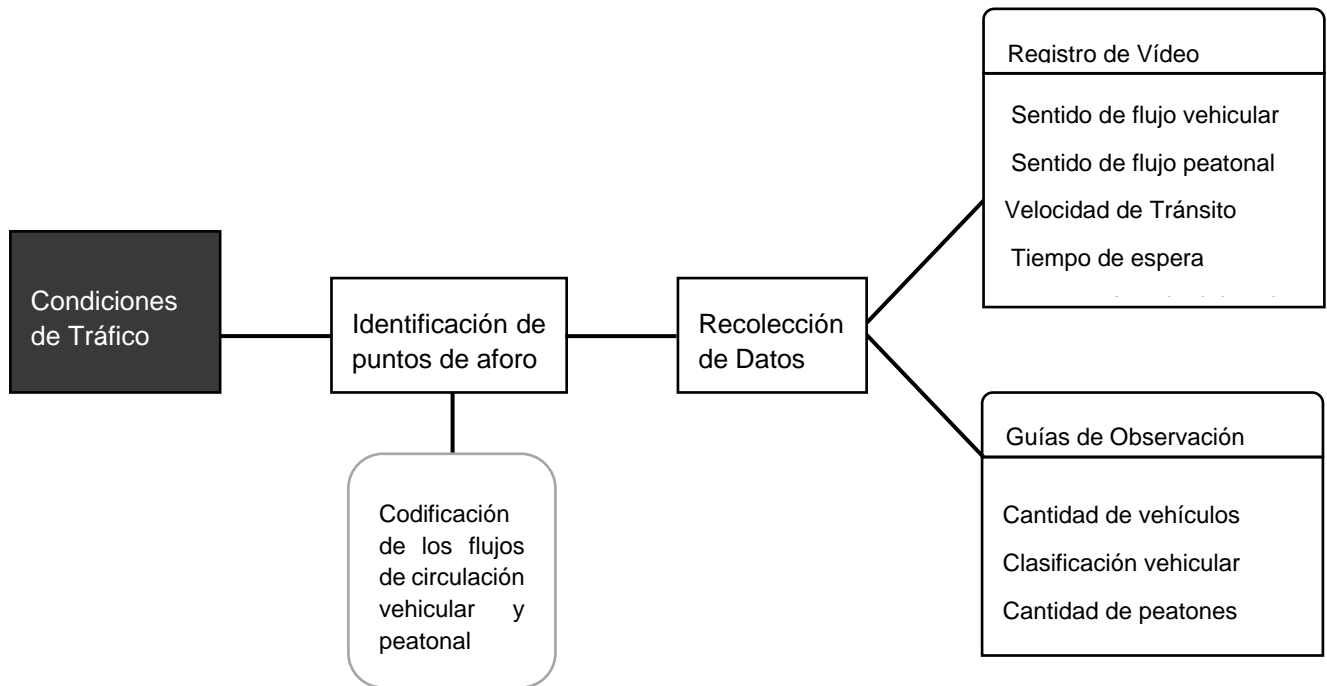 Condiciones
de Tráfico
Identificación de
puntos de aforo
Codificación
de los flujos
de circulación
vehicular y
peatonal
Recolección
de Datos
Registro de Vídeo
Sentido de flujo vehicular
Sentido de flujo peatonal
Velocidad de Tránsito
Tiempo de espera
Guías de Observación
Cantidad de vehículos
Clasificación vehicular
Cantidad de peatones